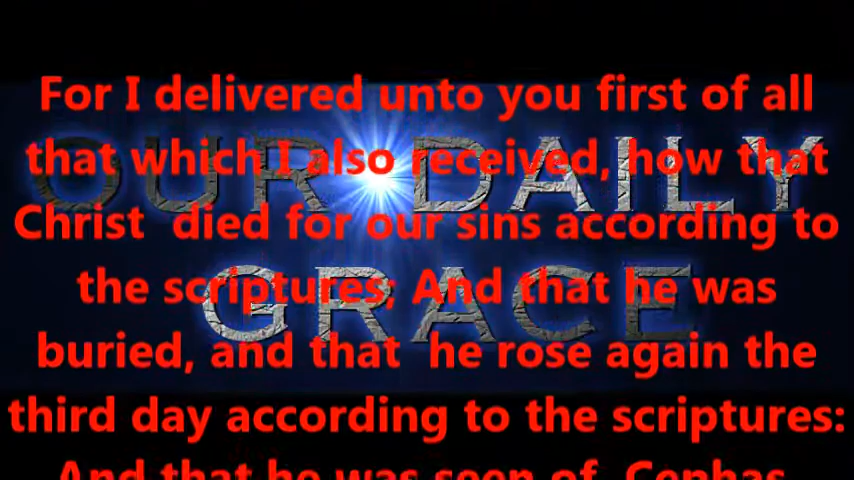 For I delivered unto you first of all
that which I also received, how that
Christ died for our sins according to
the scriptures; And that he was
buried, and that he rose again the
third day according to the scriptures:
And that he was seen of Cephas,
OUR DAILY
GRACE